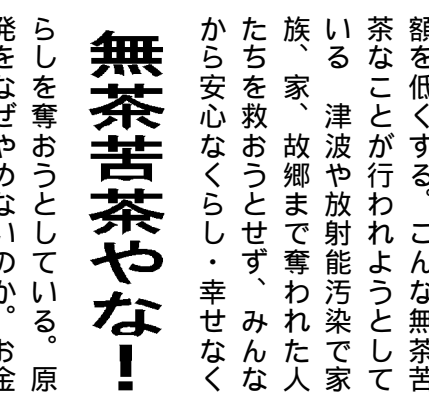 額を低くする。こんな無茶苦
茶なことが行われようとして
いる　津波や放射能汚染で家
族、家、故郷まで奪われた人
たちを救おうとせず、みんな
から安心なくらし・幸せなく
無茶苦茶やな！
らしを奪おうとしている。原
発をなぜやめないのか。お金